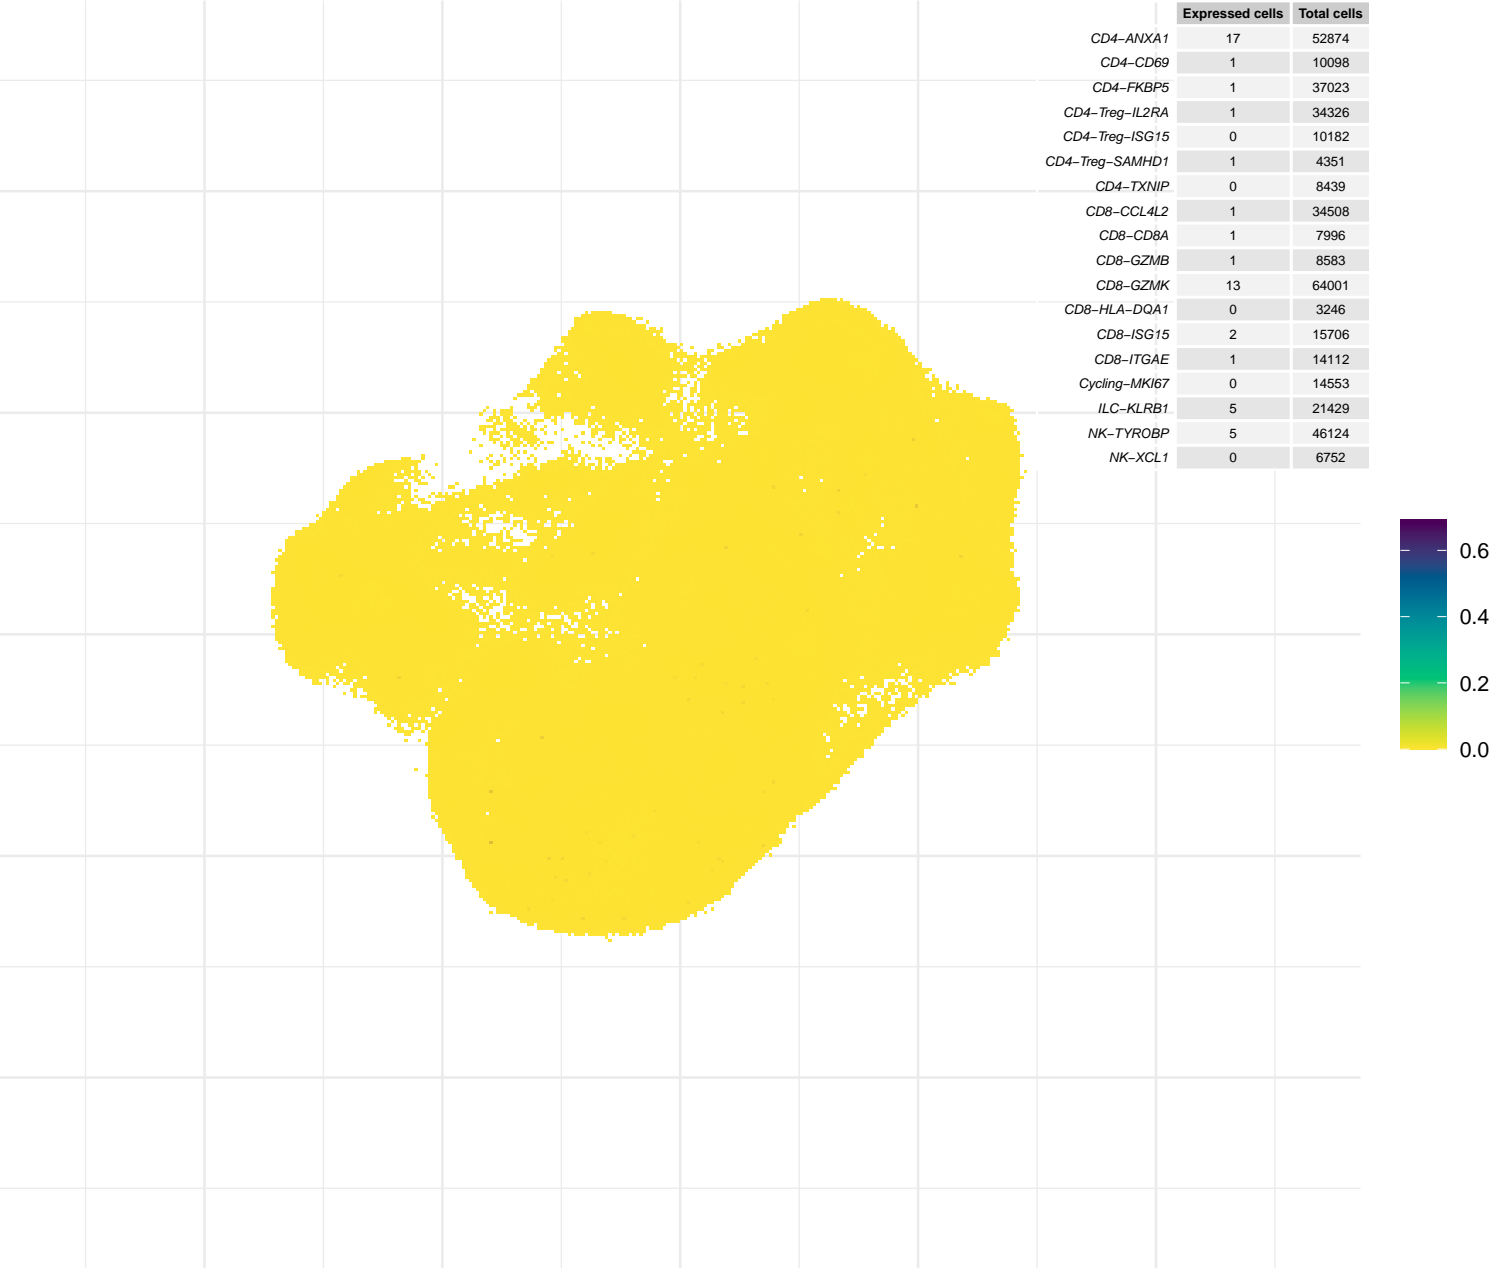 Expressed cells Total cells
CD4−ANXA1 17 52874
CD4−CD69 1 10098
CD4−FKBP5 1 37023
CD4−Treg−IL2RA 1 34326
CD4−Treg−ISG15 0 10182
CD4−Treg−SAMHD1 1 4351
CD4−TXNIP 0 8439
CD8−CCL4L2 1 34508
CD8−CD8A 1 7996
CD8−GZMB 1 8583
CD8−GZMK 13 64001
CD8−HLA−DQA1 0 3246
CD8−ISG15 2 15706
CD8−ITGAE 1 14112
Cycling−MKI67 0 14553
ILC−KLRB1 5 21429
NK−TYROBP 5 46124
NK−XCL1 0 6752
0.6
0.4
0.2
0.0